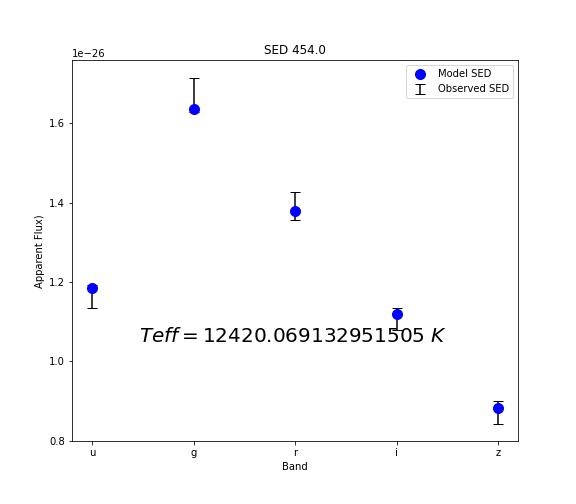 SED 454.0
1e−26
Model SED
Observed SED
1.6
1.4
1.2
1.0
0.8
Apparent Flux)
Teff = 12420.069132951505 K
u g r i z
Band